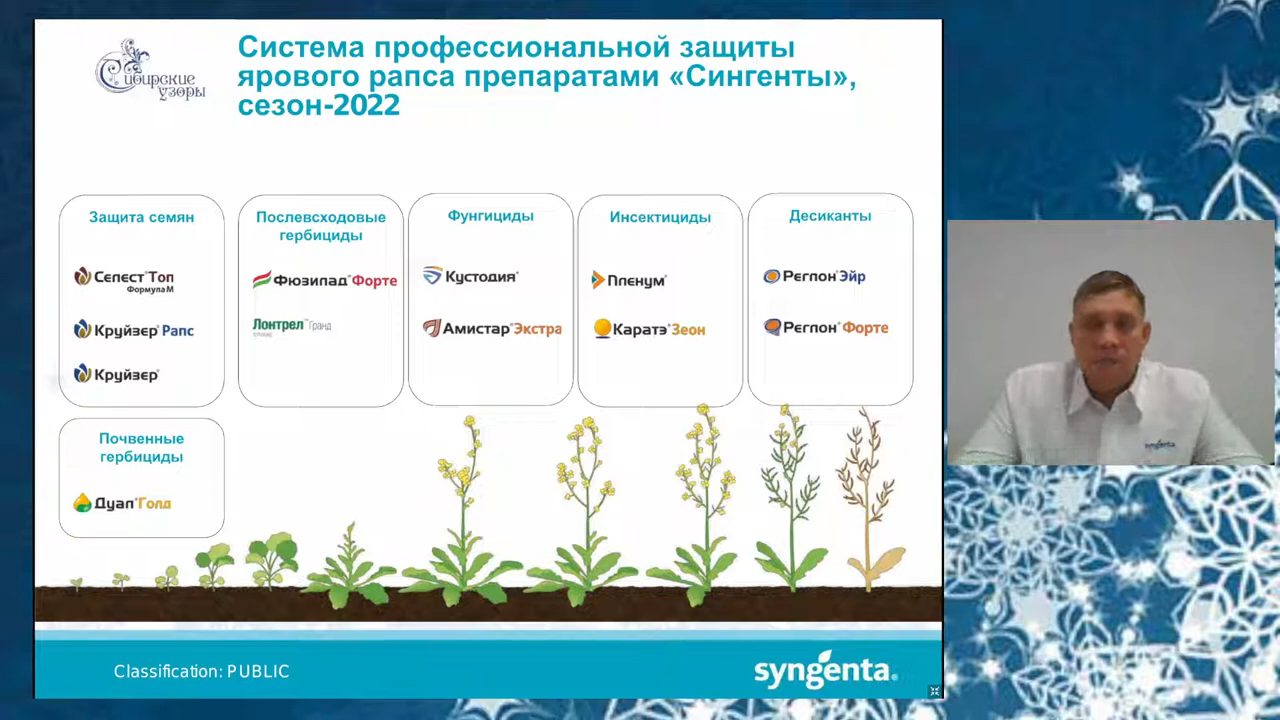 Сибирские
узоры
Система профессиональной защиты
ярового рапса препаратами «Сингенты»,
сезон-2022
Защита семян
Селест®Топ
Формула М
Круйзер®Рапс
Круйзер®
Послевсходовые
гербициды
Фюзилад®Форте
Лонтрел™Гранд
Фунгициды
Кустодия®
Амистар®Экстра
Инсектициды
Пленум®
Каратэ®Зеон
Десиканты
Реглон®Эйр
Реглон®Форте
Почвенные
гербициды
Дуал®Голд
Classification: PUBLIC
syngenta®
syngenta